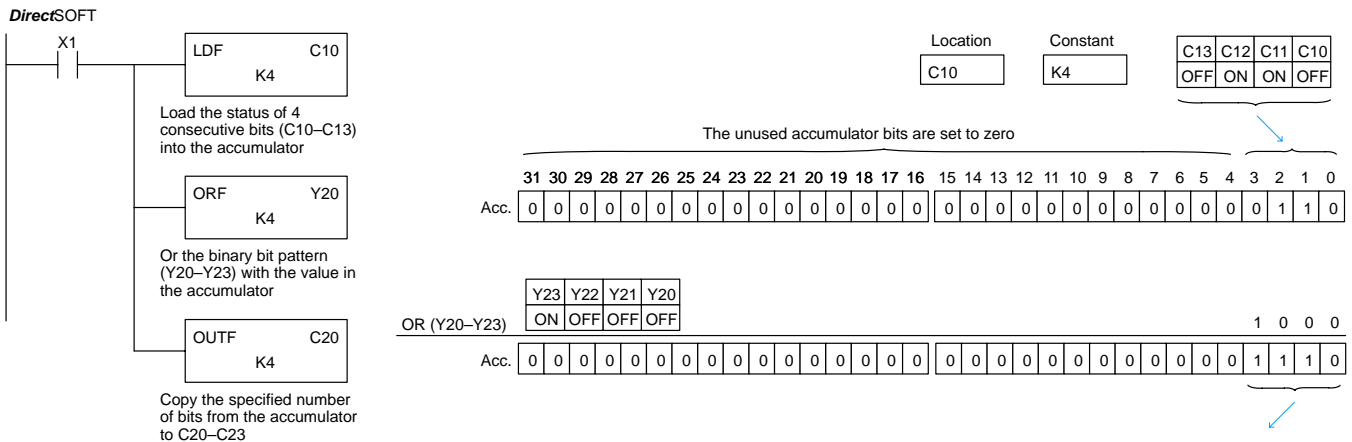 DirectSOFT
X1
LDF C10
K4
Load the status of 4
consecutive bits (C10–C13)
into the accumulator
ORF Y20
K4
Or the binary bit pattern
(Y20–Y23) with the value in
the accumulator
OUTF C20
K4
Copy the specified number
of bits from the accumulator
to C20–C23
Location Constant
C10 K4
C13 C12 C11 C10
OFF ON ON OFF
The unused accumulator bits are set to zero
31 30 29 28 27 26 25 24 23 22 21 20 19 18 17 16 15 14 13 12 11 10 9 8 7 6 5 4 3 2 1 0
Acc. 0 0 0 0 0 0 0 0 0 0 0 0 0 0 0 0 0 0 0 0 0 0 0 0 0 0 0 0 0 1 1 0
Y23 Y22 Y21 Y20
ON OFF OFF OFF
OR (Y20–Y23) 1 0 0 0
Acc. 0 0 0 0 0 0 0 0 0 0 0 0 0 0 0 0 0 0 0 0 0 0 0 0 0 0 0 0 1 1 1 0